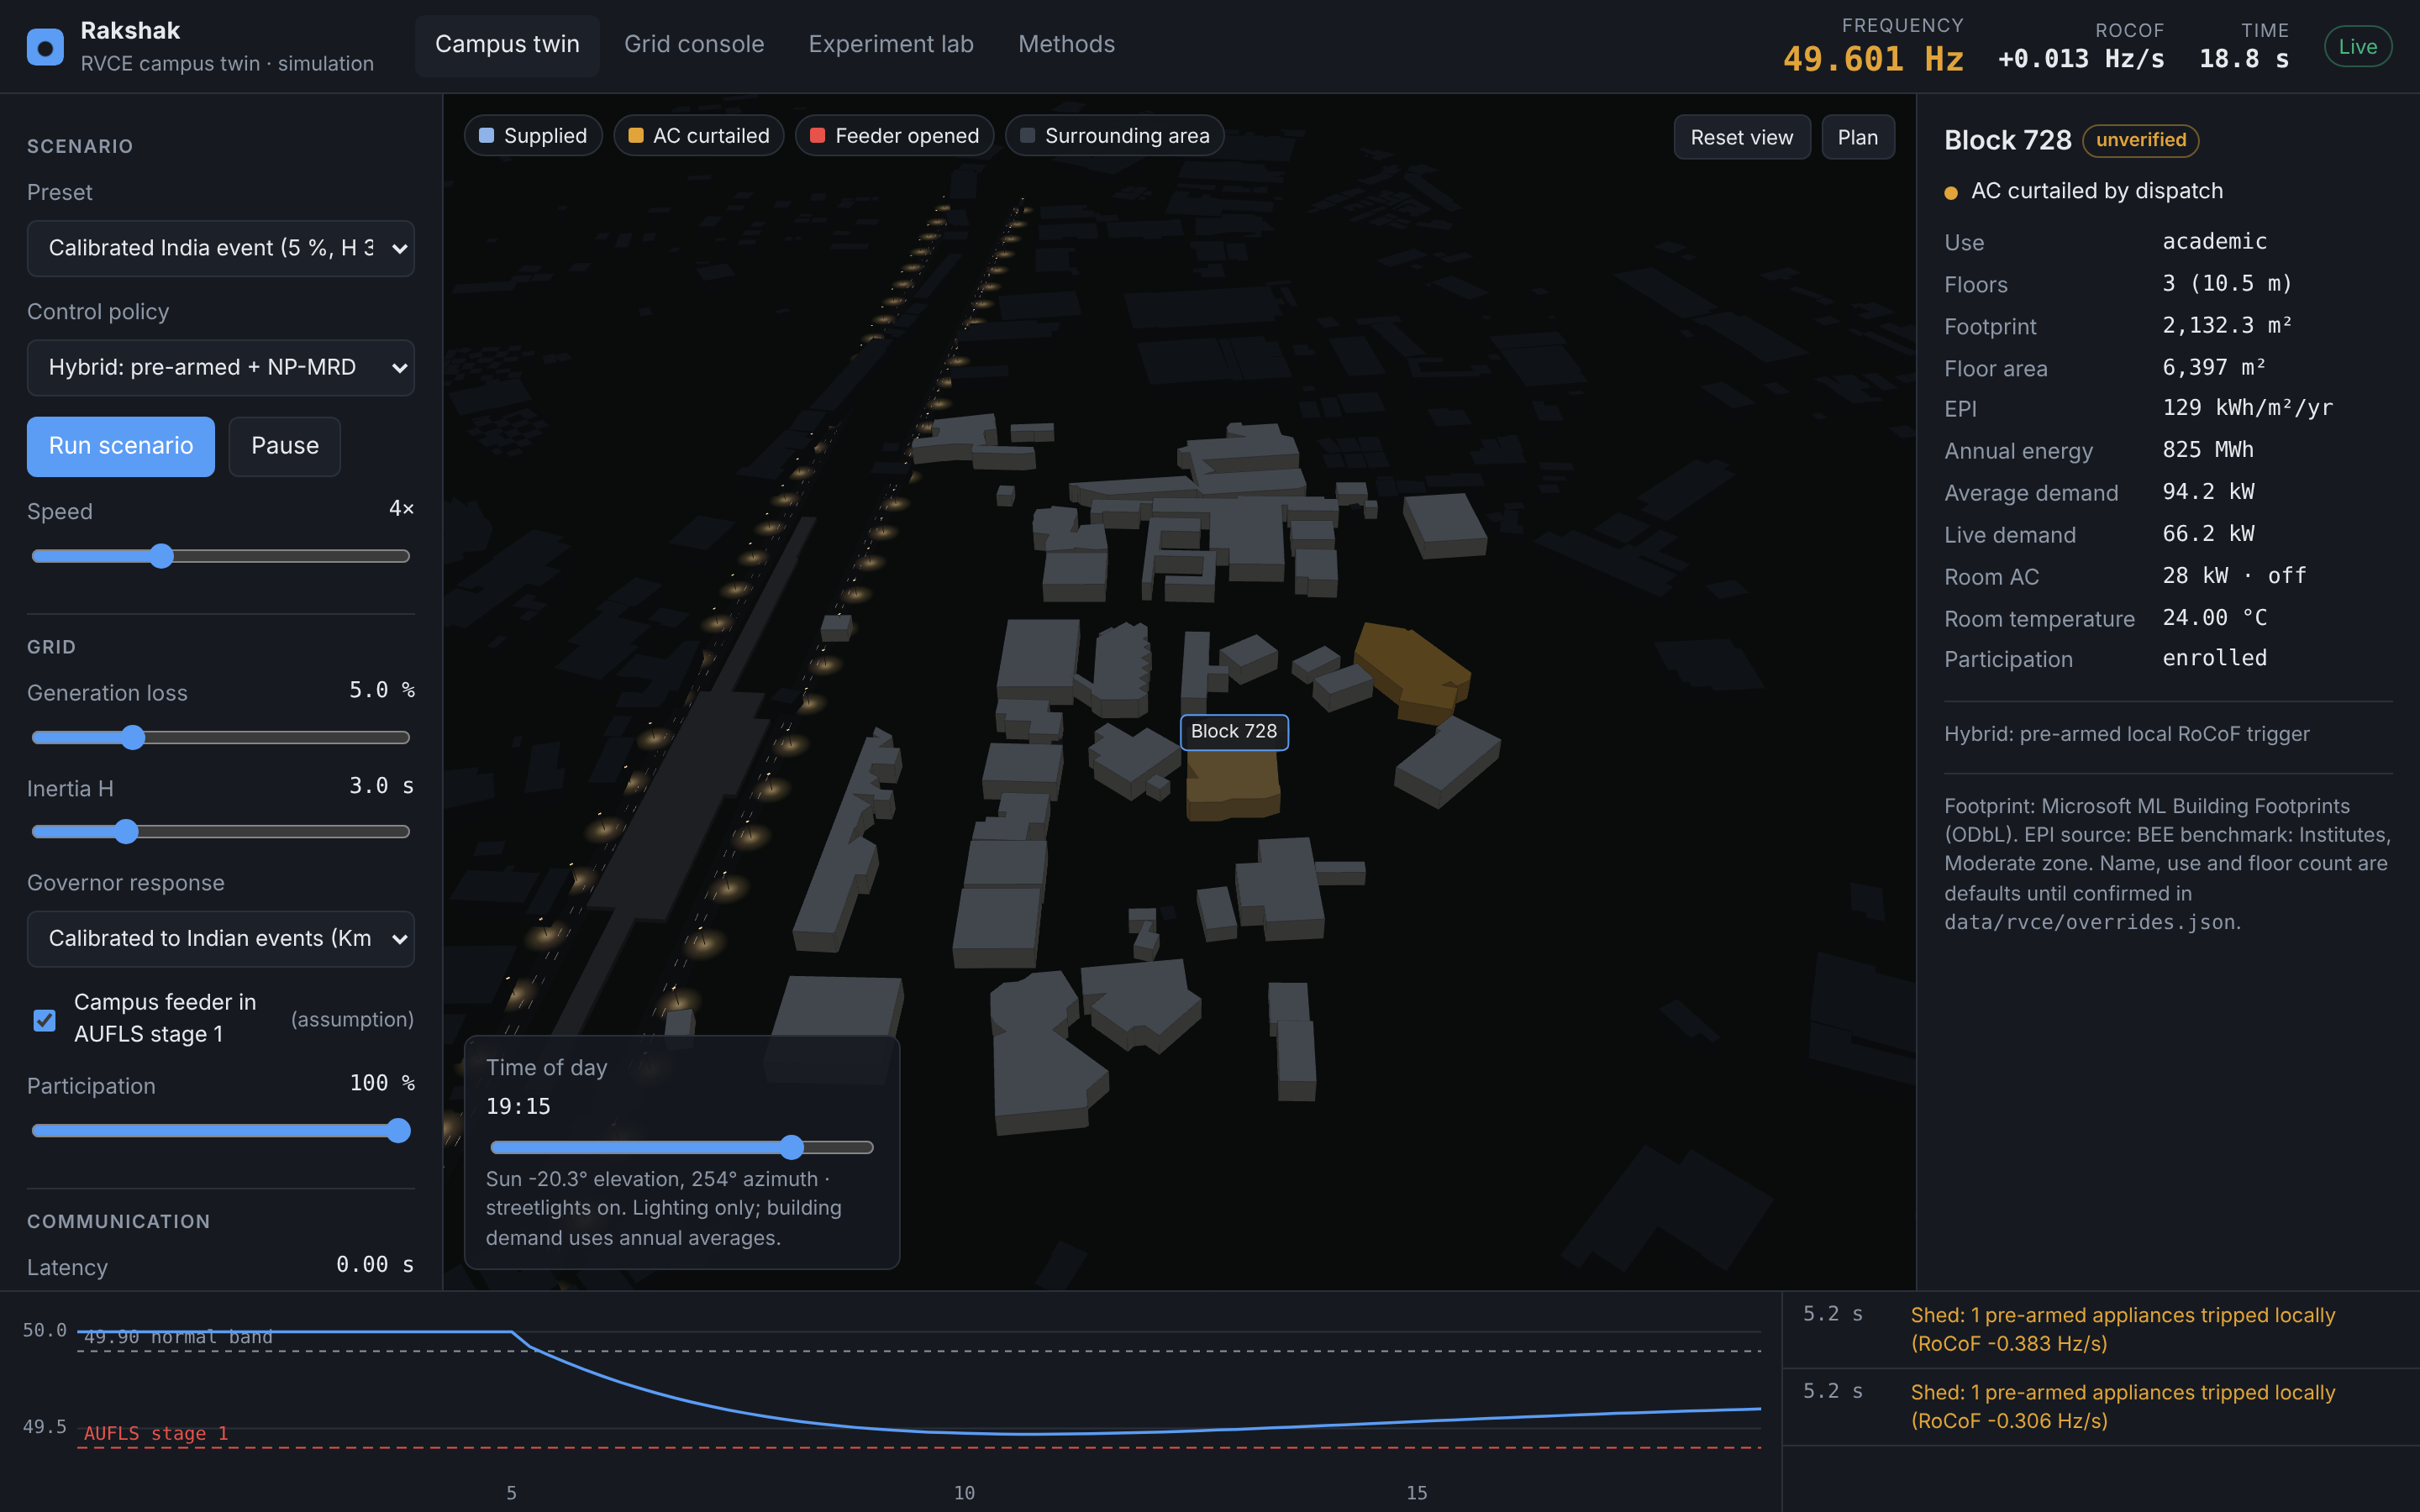 Rakshak
RVCE campus twin · simulation
Campus twin
Grid console
Experiment lab
Methods
FREQUENCY
49.601 Hz
ROCOF
+0.013 Hz/s
TIME
18.8 s
Live
SCENARIO
Preset
Calibrated India event (5 %, H 3
Control policy
Hybrid: pre-armed + NP-MRD
Run scenario
Pause
Speed
4×
GRID
Generation loss
5.0 %
Inertia H
3.0 s
Governor response
Calibrated to Indian events (Km
Campus feeder in
AUFLS stage 1
(assumption)
Participation
100 %
COMMUNICATION
Latency
0.00 s
Supplied
AC curtailed
Feeder opened
Surrounding area
Reset view
Plan
Block 728
Time of day
19:15
Sun -20.3° elevation, 254° azimuth ·
streetlights on. Lighting only; building
demand uses annual averages.
Block 728
unverified
AC curtailed by dispatch
Use academic
Floors 3 (10.5 m)
Footprint 2,132.3 m²
Floor area 6,397 m²
EPI 129 kWh/m²/yr
Annual energy 825 MWh
Average demand 94.2 kW
Live demand 66.2 kW
Room AC 28 kW · off
Room temperature 24.00 °C
Participation enrolled
Hybrid: pre-armed local RoCoF trigger
Footprint: Microsoft ML Building Footprints
(ODbL). EPI source: BEE benchmark: Institutes,
Moderate zone. Name, use and floor count are
defaults until confirmed in
data/rvce/overrides.json.
50.0
49.90 normal band
49.5
AUFLS stage 1
5
10
15
5.2 s
Shed: 1 pre-armed appliances tripped locally
(RoCoF -0.383 Hz/s)
5.2 s
Shed: 1 pre-armed appliances tripped locally
(RoCoF -0.306 Hz/s)